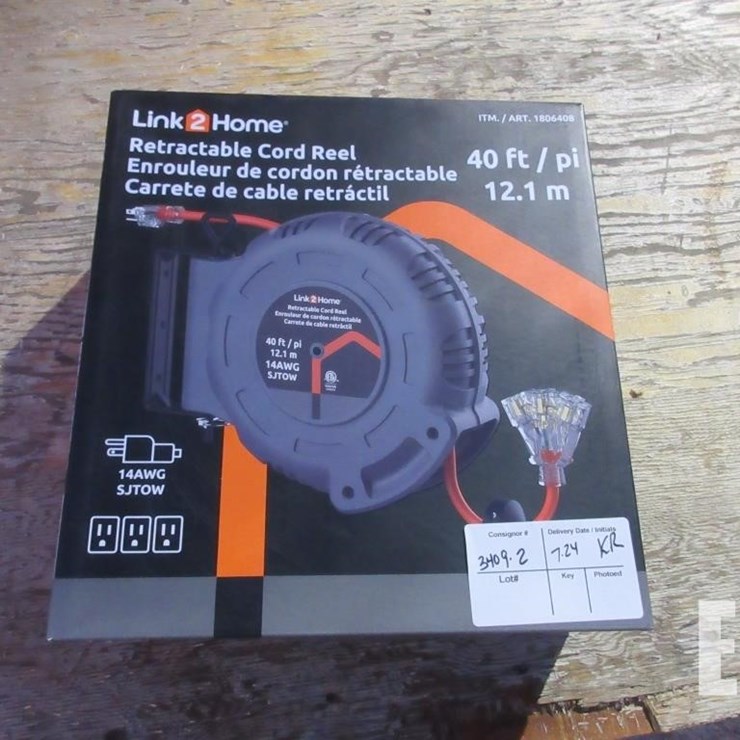 Link2Home®
ITM. / ART. 1806408
Retractable Cord Reel
Enrouleur de cordon rétractable
Carrete de cable retráctil
40 ft / pi
12.1 m
Link2Home
Retractable Cord Reel
Enrouleur de cordon rétractable
Carrete de cable retráctil
40 ft / pi
12.1 m
14AWG
SJTOW
14AWG
SJTOW
Consignor #
Delivery Date / Initials
3409.2
7.24 KR
Lot#
Key
Photoed
E